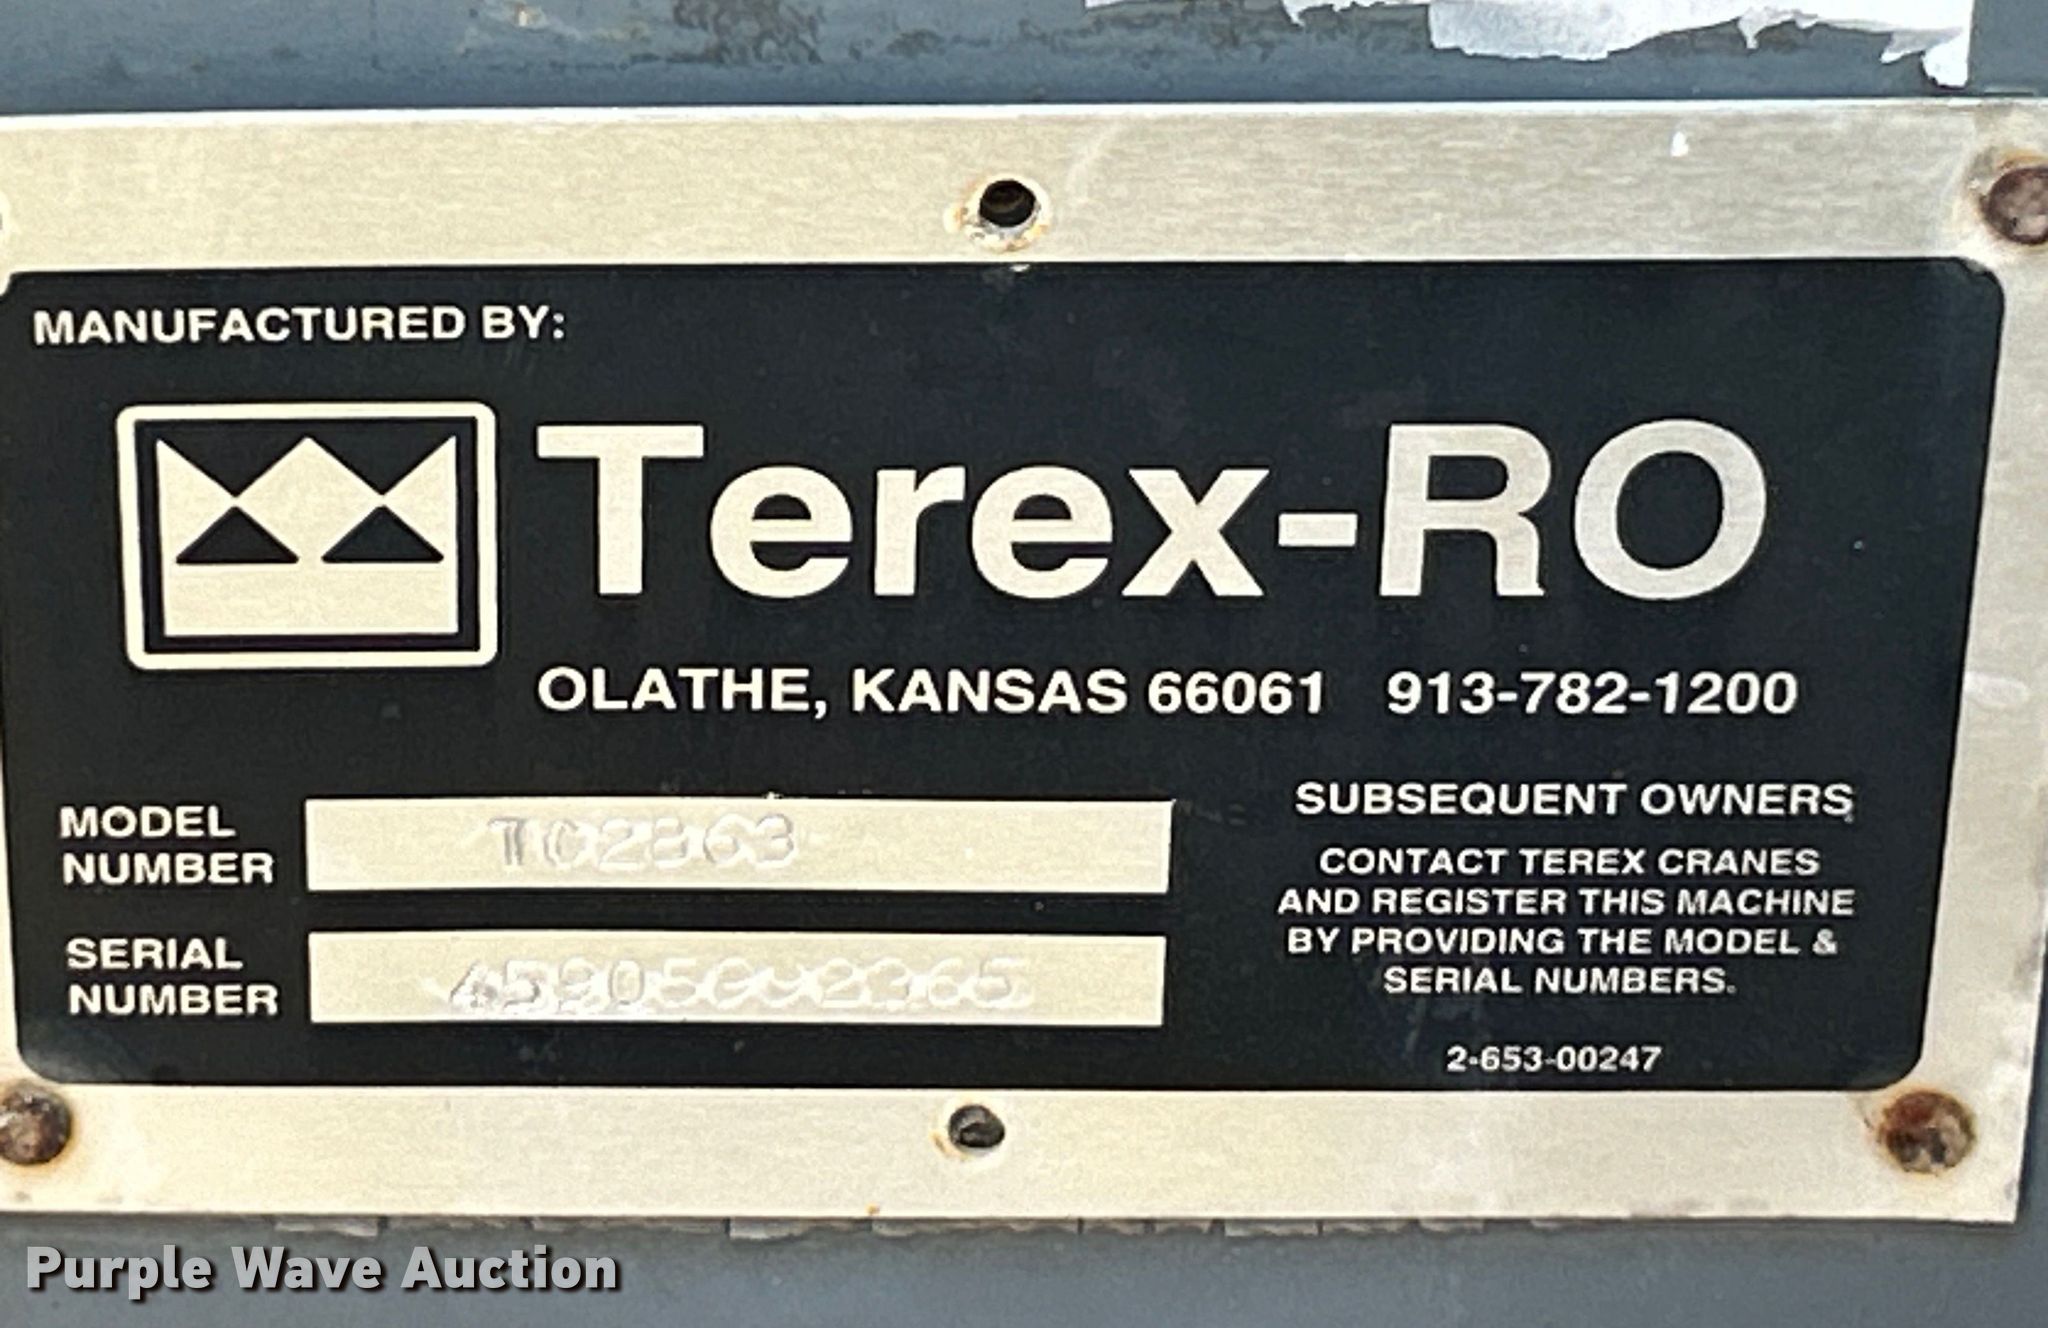 MANUFACTURED BY:
Terex-RO
OLATHE, KANSAS 66061 913-782-1200
MODEL
NUMBER
TC2863
SERIAL
NUMBER
SUBSEQUENT OWNERS
CONTACT TEREX CRANES
AND REGISTER THIS MACHINE
BY PROVIDING THE MODEL &
SERIAL NUMBERS.
2-653-00247
Purple Wave Auction